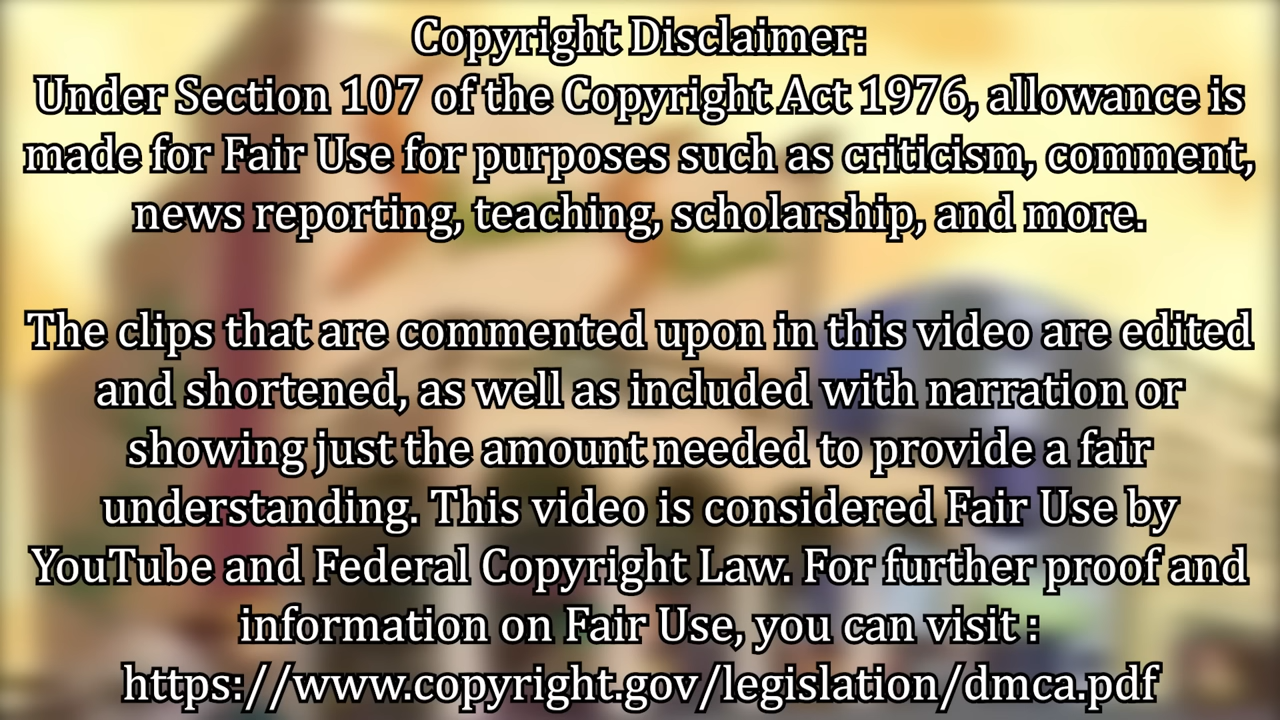 Copyright Disclaimer:
Under Section 107 of the Copyright Act 1976, allowance is
made for Fair Use for purposes such as criticism, comment,
news reporting, teaching, scholarship, and more.
The clips that are commented upon in this video are edited
and shortened, as well as included with narration or
showing just the amount needed to provide a fair
understanding. This video is considered Fair Use by
YouTube and Federal Copyright Law. For further proof and
information on Fair Use, you can visit :
https://www.copyright.gov/legislation/dmca.pdf